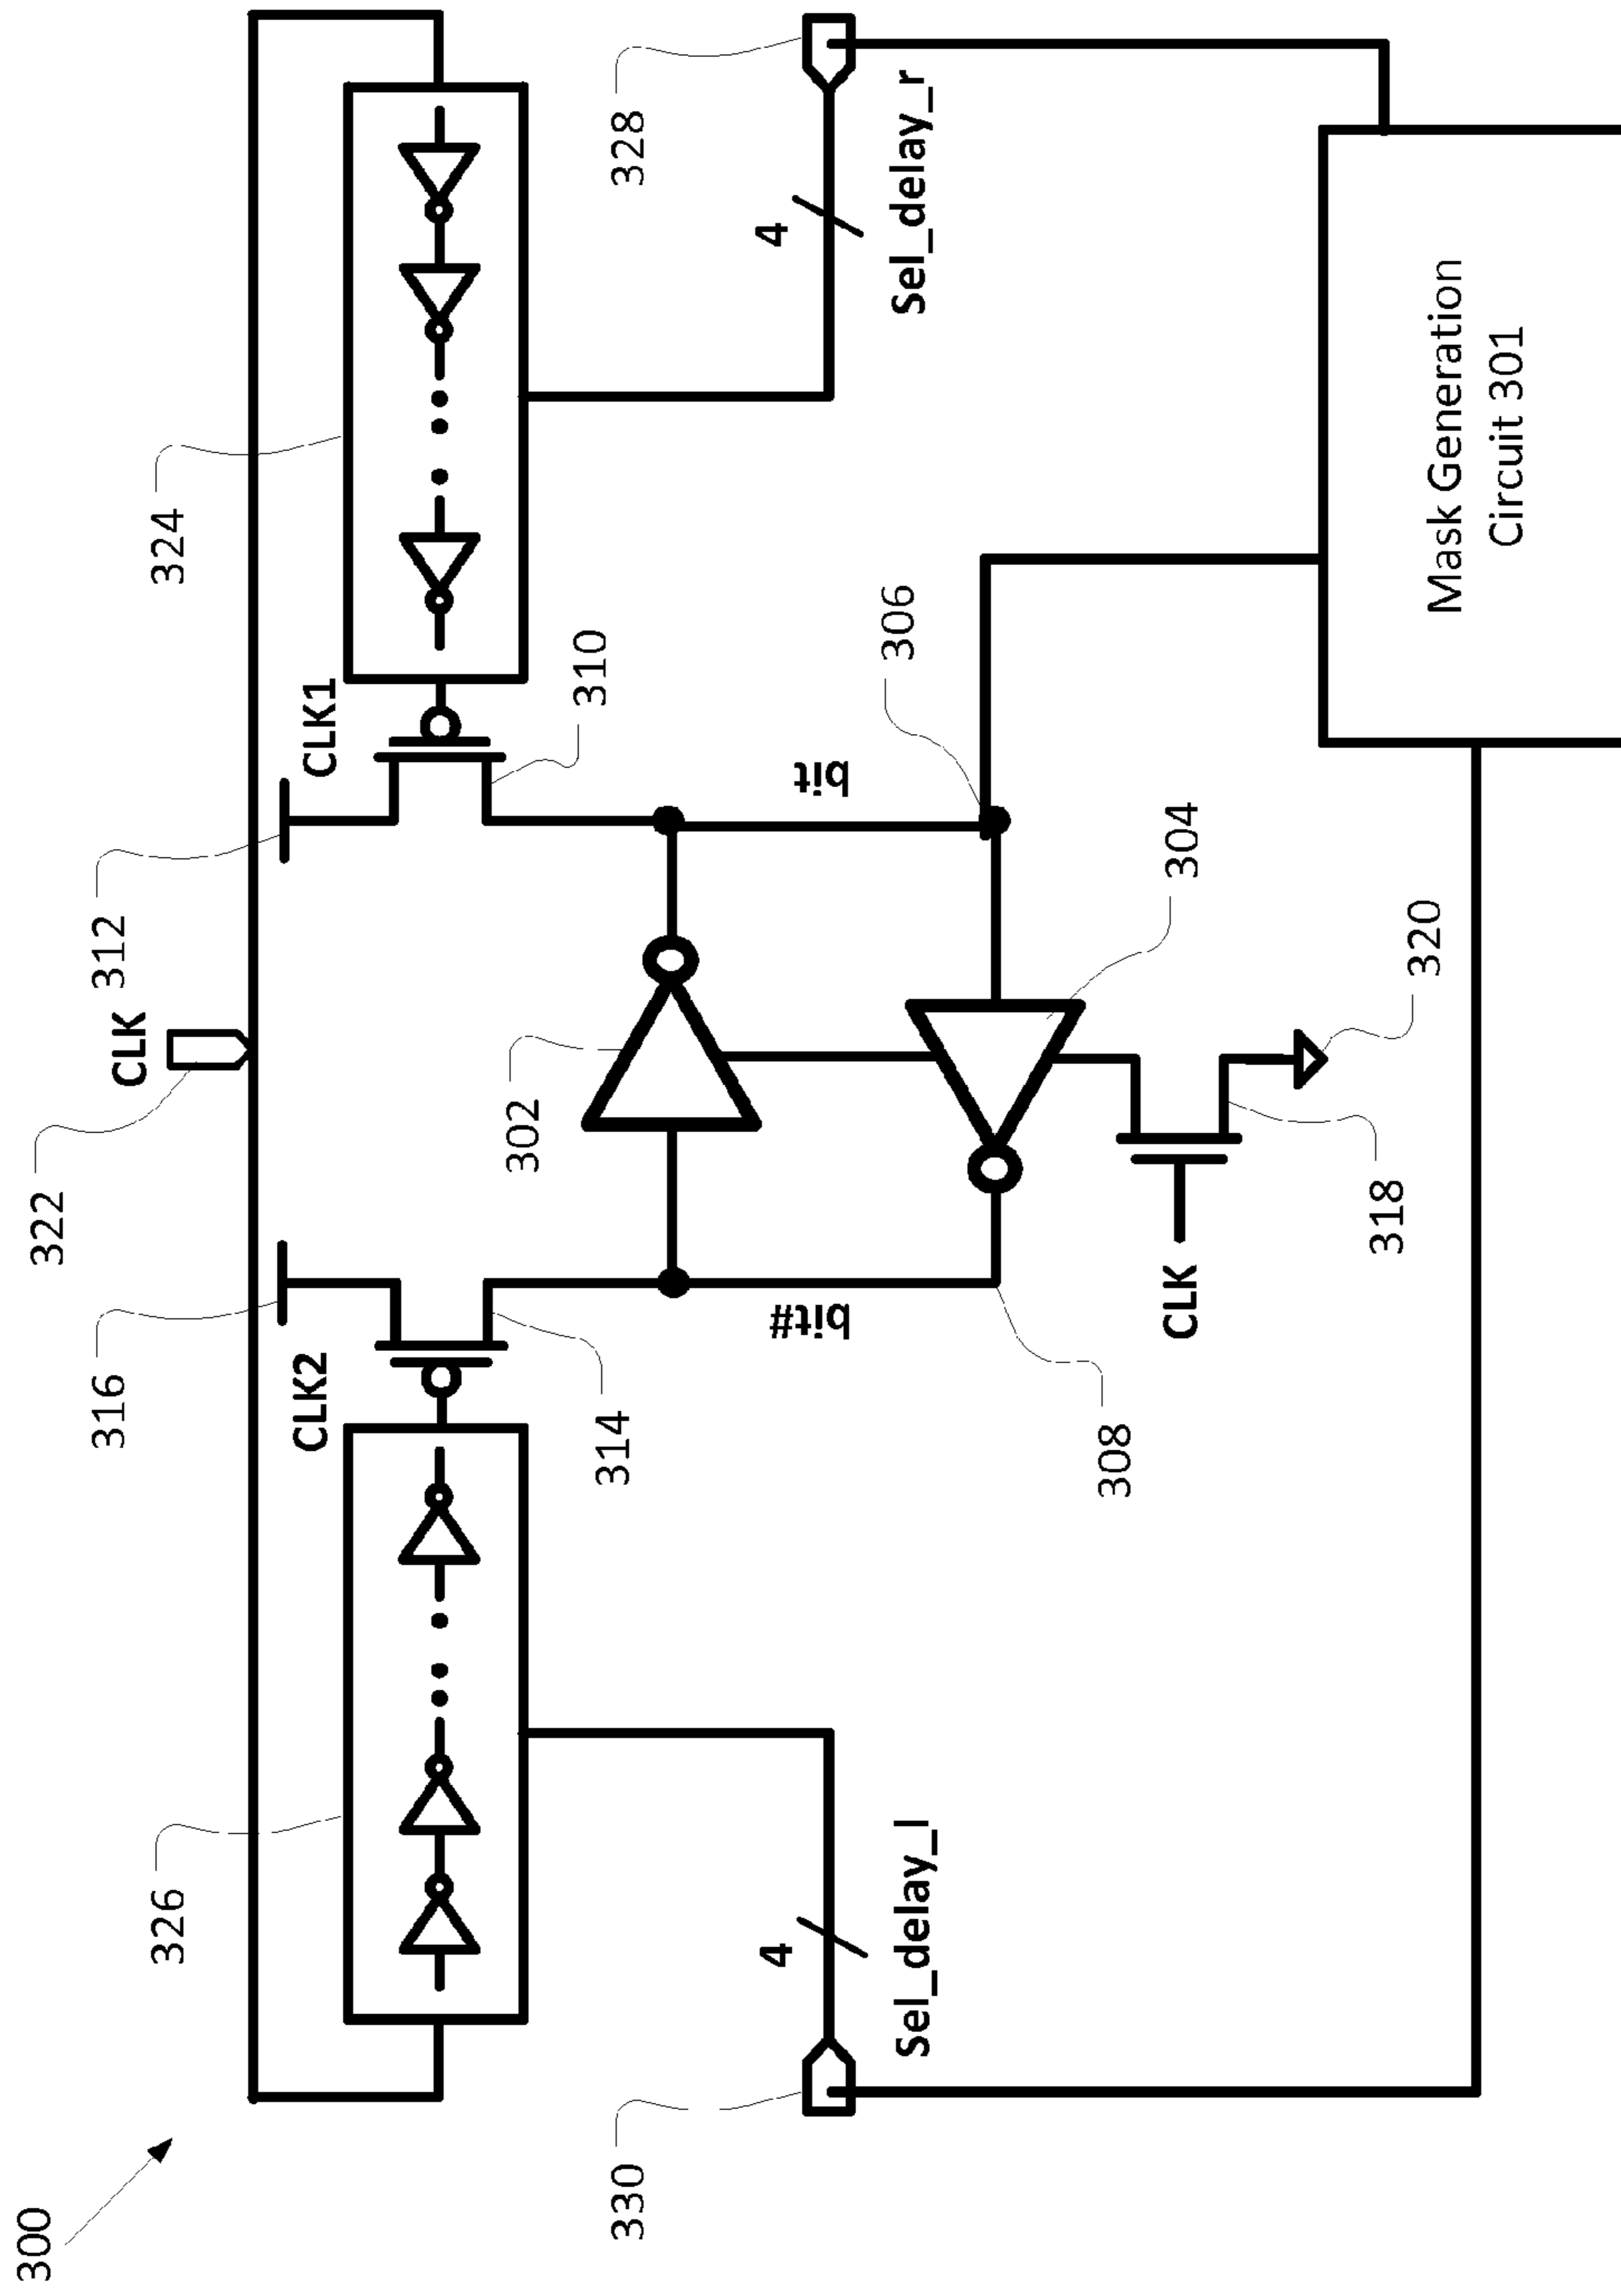 300
322
316
CLK
312
326
324
CLK2
CLK1
302
314
310
330
328
4
4
bit#
bit
Sel_delay_l
306
Sel_delay_r
308
CLK
304
318
320
Mask Generation
Circuit 301